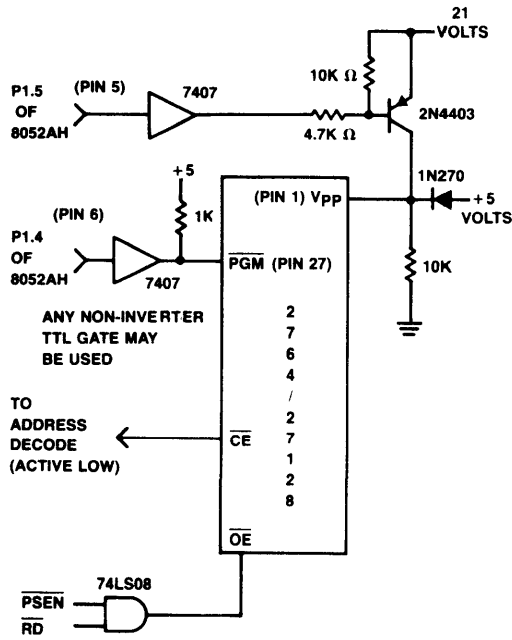 21
VOLTS
P1.5
OF
8052AH
(PIN 5)
7407
10K Ω
4.7K Ω
2N4403
+5
1K
(PIN 1) VPP
1N270
+5
VOLTS
P1.4
OF
8052AH
(PIN 6)
7407
PGM (PIN 27)
10K
ANY NON-INVERTER
TTL GATE MAY
BE USED
2
7
6
4
/
2
7
1
2
8
TO
ADDRESS
DECODE
(ACTIVE LOW)
CE
OE
74LS08
PSEN
RD